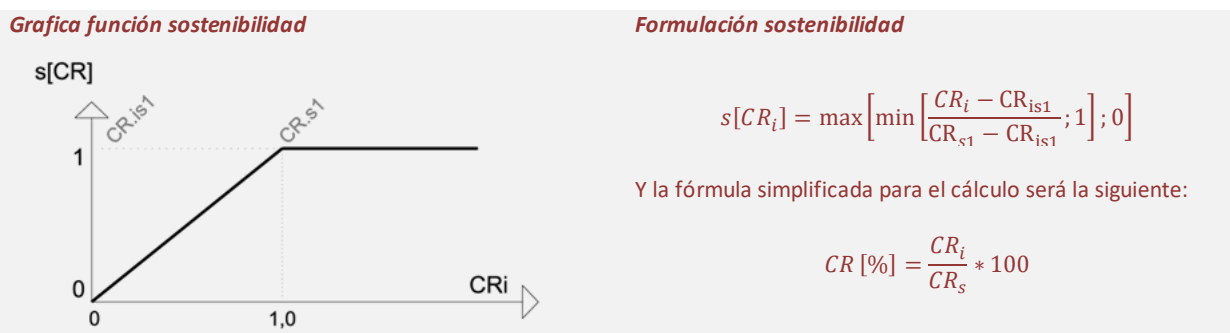 Grafica función sostenibilidad
s[CR]
CR.is1
CR.s1
1
0
CRi
0
1,0
Formulación sostenibilidad
s[CR_i] = max[min[(CR_i − CR_is1)/(CR_s1 − CR_is1); 1]; 0]
Y la fórmula simplificada para el cálculo será la siguiente:
CR [%] = CR_i/CR_s ∗ 100